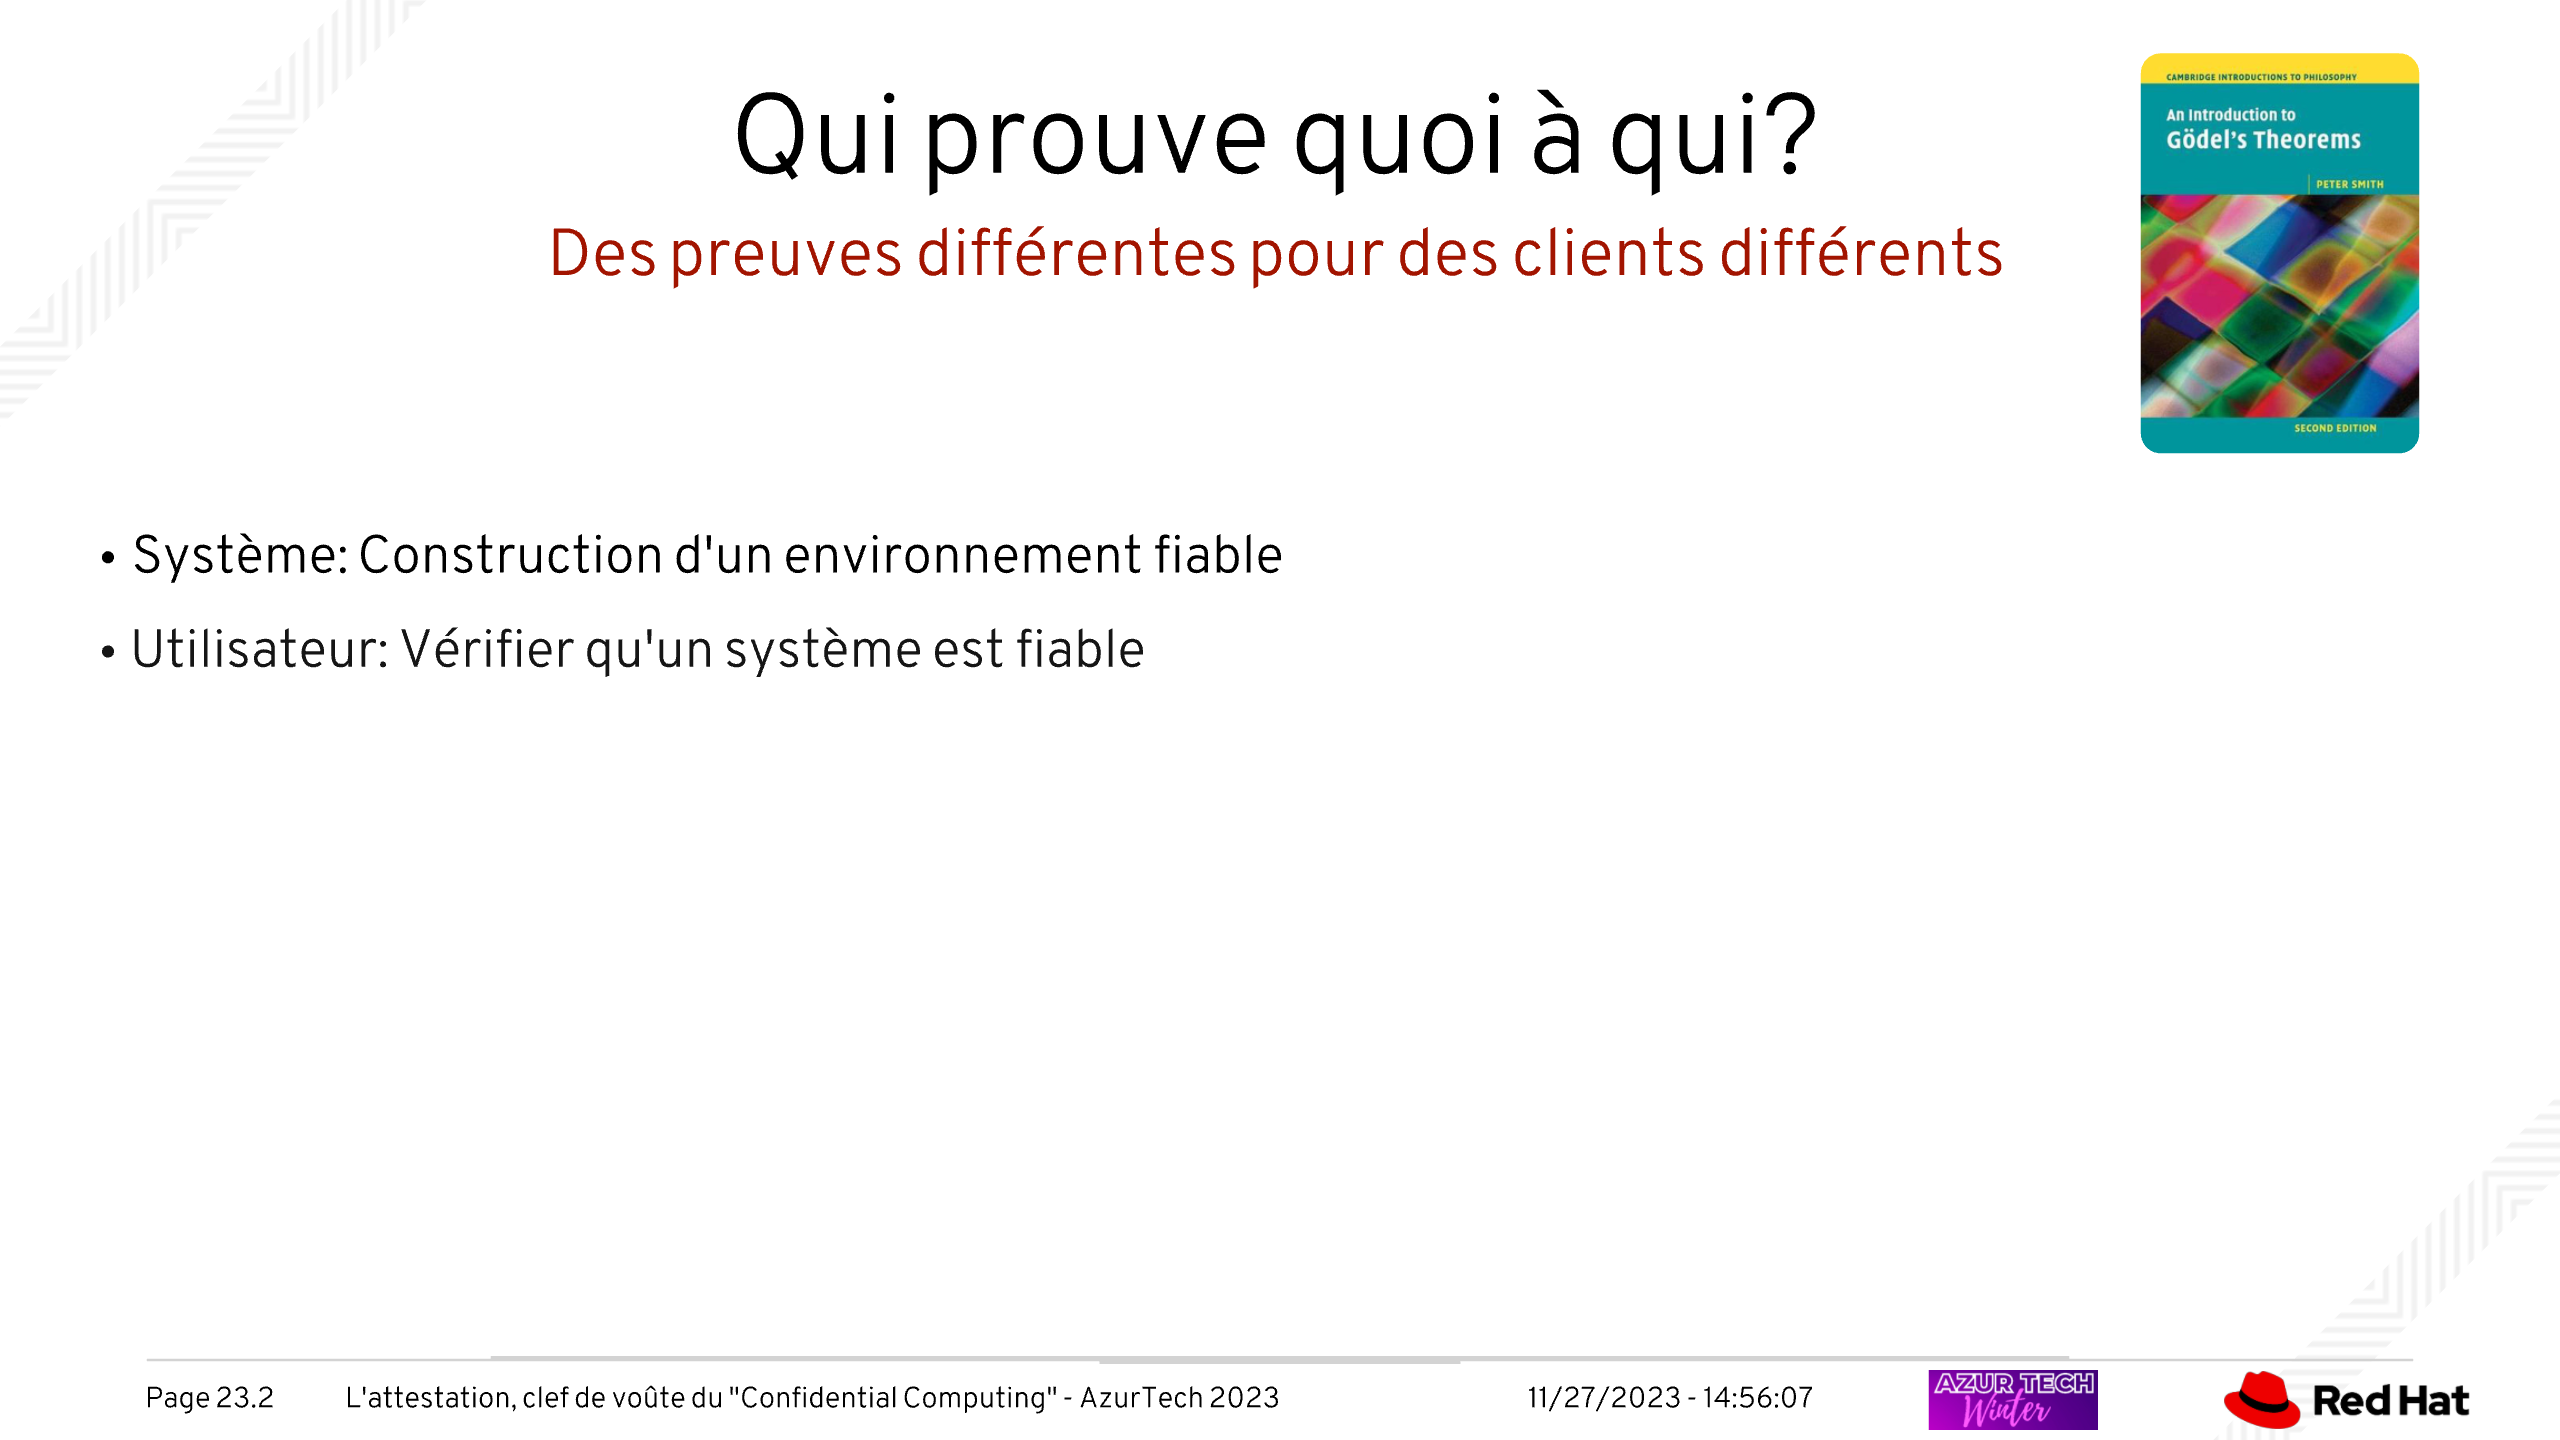 Qui prouve quoi à qui?
Des preuves différentes pour des clients différents
CAMBRIDGE INTRODUCTIONS TO PHILOSOPHY
An Introduction to
Gödel's Theorems
PETER SMITH
SECOND EDITION
• Système: Construction d'un environnement fiable
• Utilisateur: Vérifier qu'un système est fiable
Page 23.2 L'attestation, clef de voûte du "Confidential Computing" - AzurTech 2023 11/27/2023 - 14:56:07
AZUR TECH
Winter
Red Hat